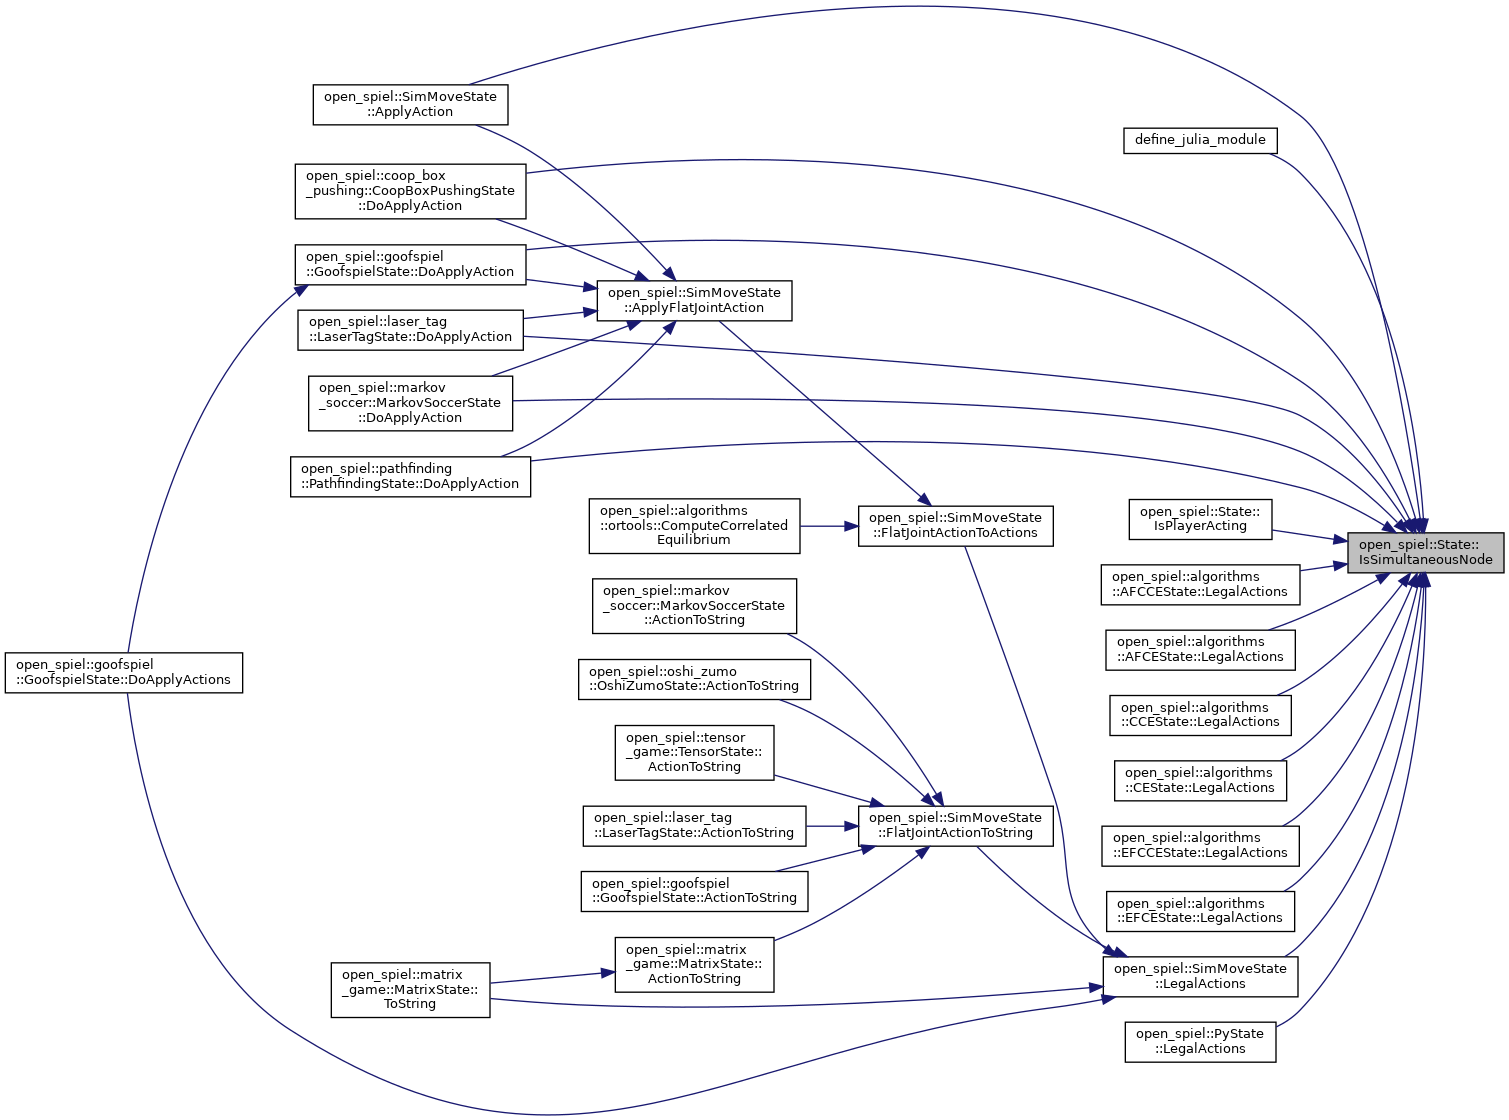 open_spiel::SimMoveState
::ApplyAction
define_julia_module
open_spiel::coop_box
_pushing::CoopBoxPushingState
::DoApplyAction
open_spiel::goofspiel
::GoofspielState::DoApplyAction
open_spiel::SimMoveState
::ApplyFlatJointAction
open_spiel::laser_tag
::LaserTagState::DoApplyAction
open_spiel::markov
_soccer::MarkovSoccerState
::DoApplyAction
open_spiel::pathfinding
::PathfindingState::DoApplyAction
open_spiel::algorithms
::ortools::ComputeCorrelated
Equilibrium
open_spiel::SimMoveState
::FlatJointActionToActions
open_spiel::State::
IsPlayerActing
open_spiel::State::
IsSimultaneousNode
open_spiel::algorithms
::AFCCEState::LegalActions
open_spiel::markov
_soccer::MarkovSoccerState
::ActionToString
open_spiel::algorithms
::AFCEState::LegalActions
open_spiel::goofspiel
::GoofspielState::DoApplyActions
open_spiel::oshi_zumo
::OshiZumoState::ActionToString
open_spiel::algorithms
::CCEState::LegalActions
open_spiel::tensor
_game::TensorState::
ActionToString
open_spiel::algorithms
::CEState::LegalActions
open_spiel::laser_tag
::LaserTagState::ActionToString
open_spiel::SimMoveState
::FlatJointActionToString
open_spiel::algorithms
::EFCCEState::LegalActions
open_spiel::goofspiel
::GoofspielState::ActionToString
open_spiel::algorithms
::EFCEState::LegalActions
open_spiel::matrix
_game::MatrixState::
ActionToString
open_spiel::matrix
_game::MatrixState::
ToString
open_spiel::SimMoveState
::LegalActions
open_spiel::PyState
::LegalActions